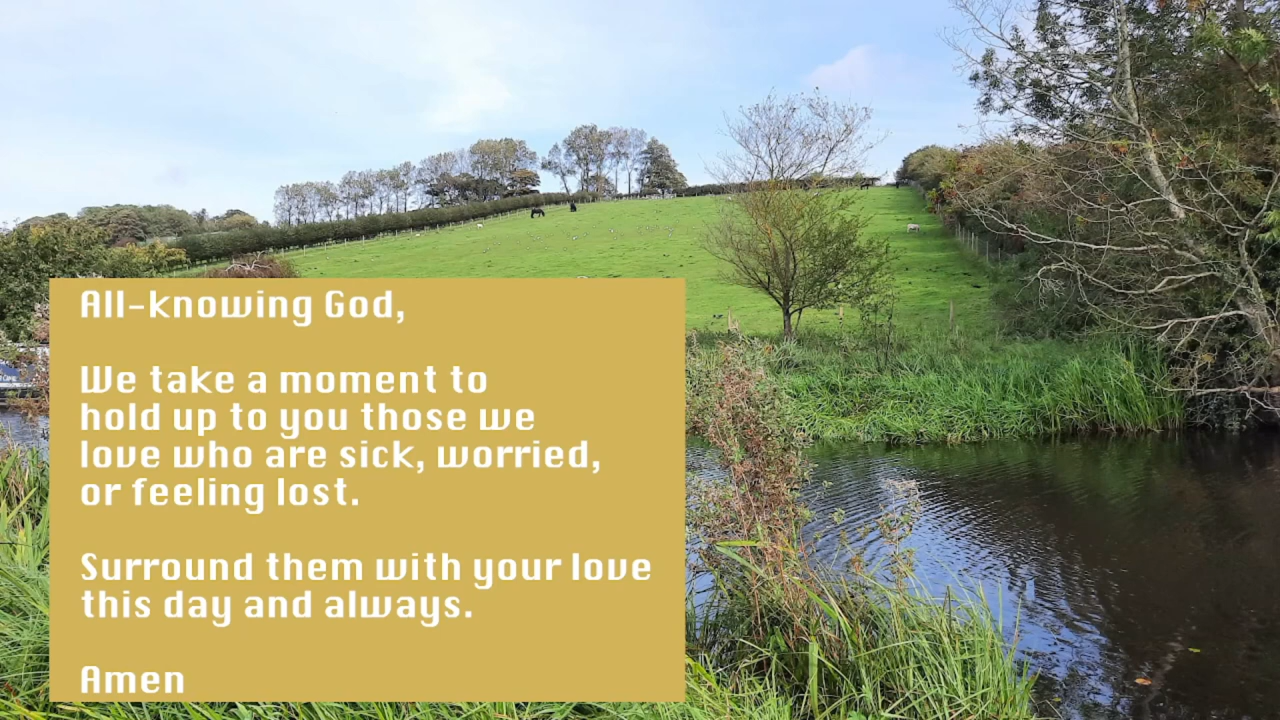 All-knowing God,
We take a moment to
hold up to you those we
love who are sick, worried,
or feeling lost.
Surround them with your love
this day and always.
Amen